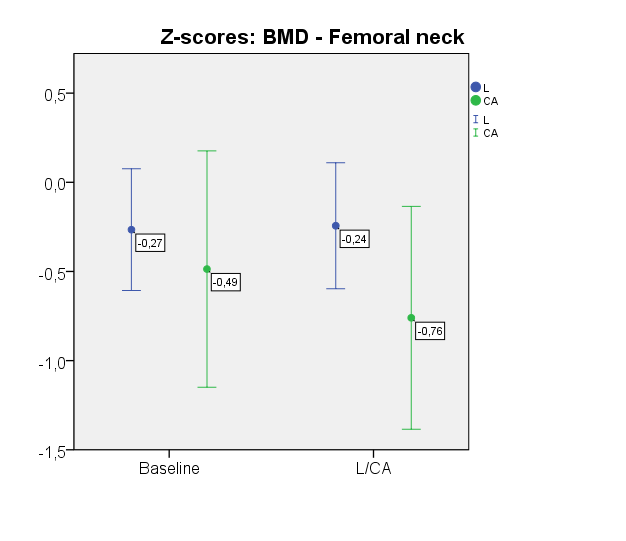 Z-scores: BMD - Femoral neck
L
CA
L
CA
0,5
0,0
-0,5
-1,0
-1,5
-0,27
-0,49
-0,24
-0,76
Baseline
L/CA